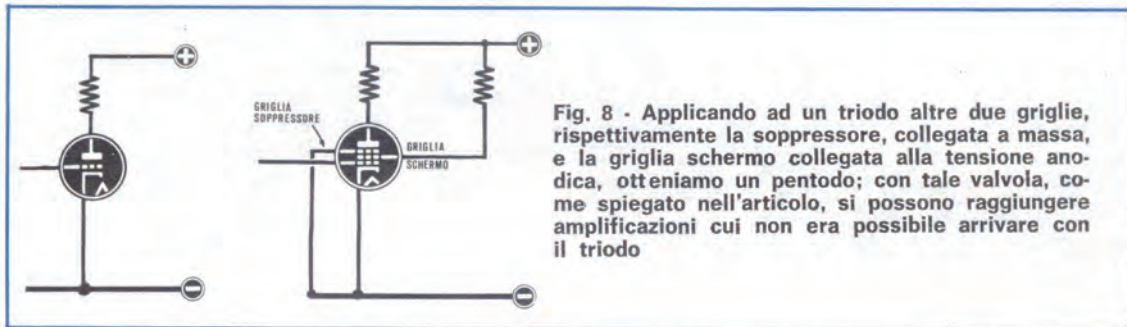 +
+
GRIGLIA
SOPPRESSORE
GRIGLIA
SCHERMO
-
-
Fig. 8 - Applicando ad un triodo altre due griglie,
rispettivamente la soppressore, collegata a massa,
e la griglia schermo collegata alla tensione ano-
dica, otteniamo un pentodo; con tale valvola, co-
me spiegato nell'articolo, si possono raggiungere
amplificazioni cui non era possibile arrivare con
il triodo